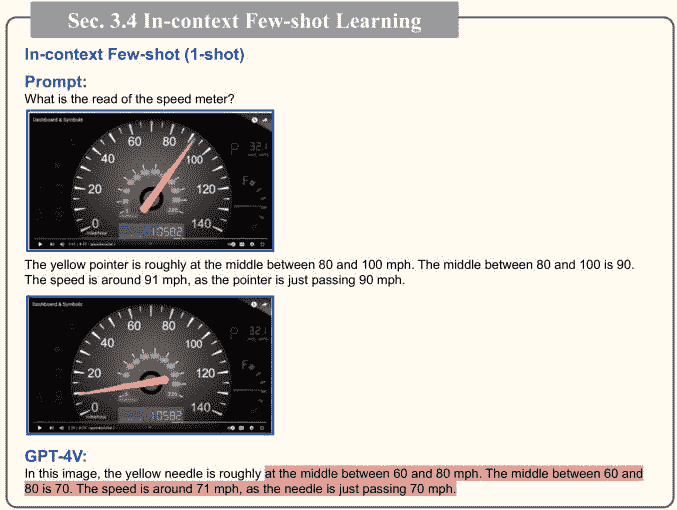 Sec. 3.4 In-context Few-shot Learning
In-context Few-shot (1-shot)
Prompt:
What is the read of the speed meter?
Dashboard & Symbols
60
80
40
100
20
120
0
140
P
321
F
10582
The yellow pointer is roughly at the middle between 80 and 100 mph. The middle between 80 and 100 is 90.
The speed is around 91 mph, as the pointer is just passing 90 mph.
Dashboard & Symbols
60
80
40
100
20
120
0
140
P
321
F
10582
GPT-4V:
In this image, the yellow needle is roughly at the middle between 60 and 80 mph. The middle between 60 and
80 is 70. The speed is around 71 mph, as the needle is just passing 70 mph.